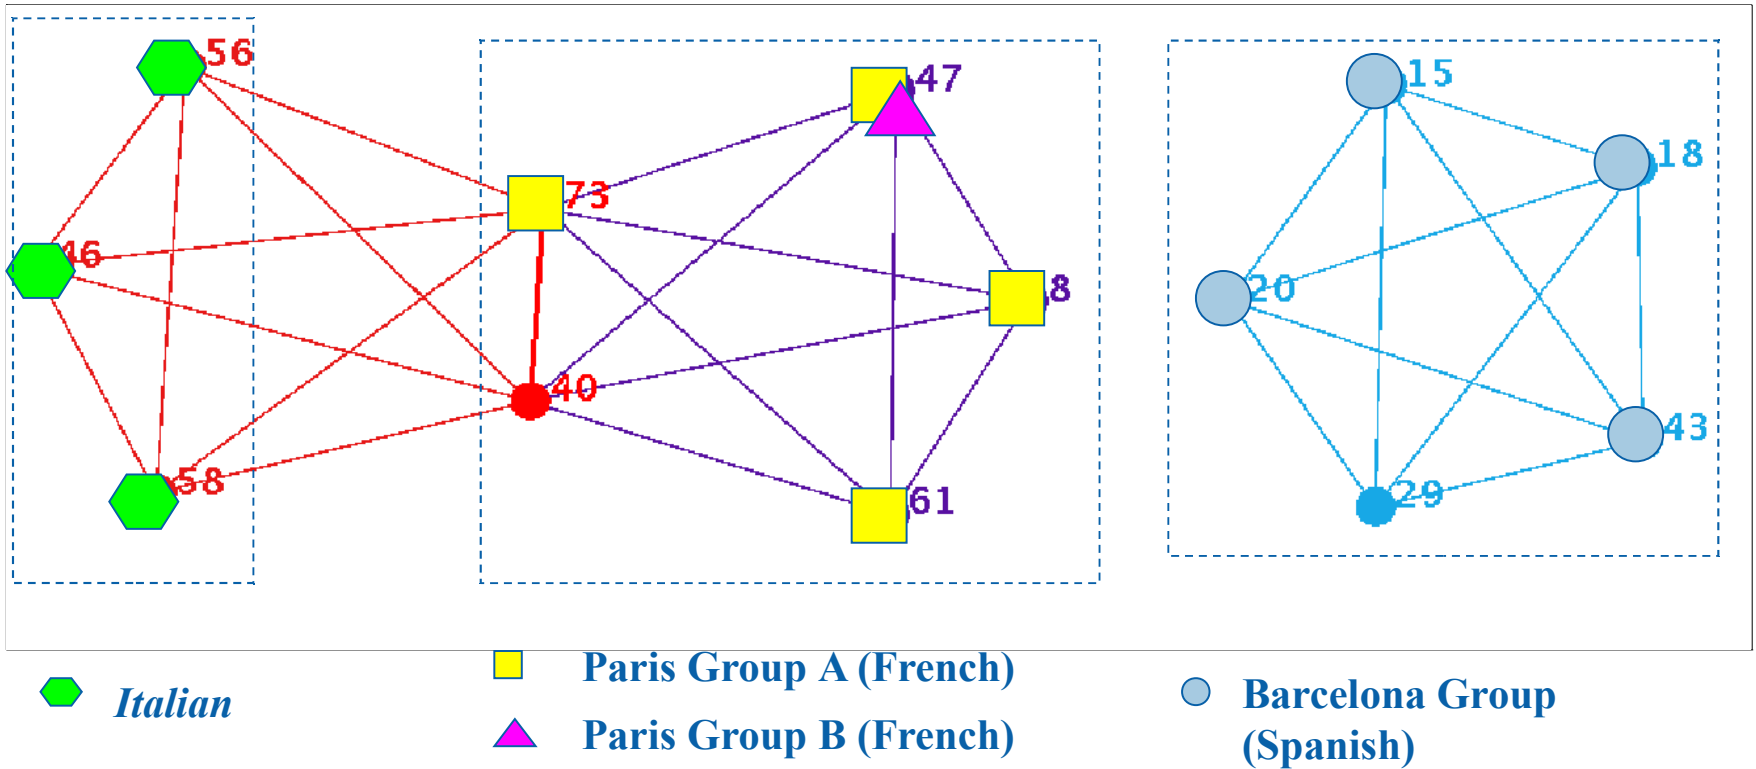 56
47
15
18
73
46
20
8
40
43
58
61
29
Italian
Paris Group A (French)
Paris Group B (French)
Barcelona Group
(Spanish)